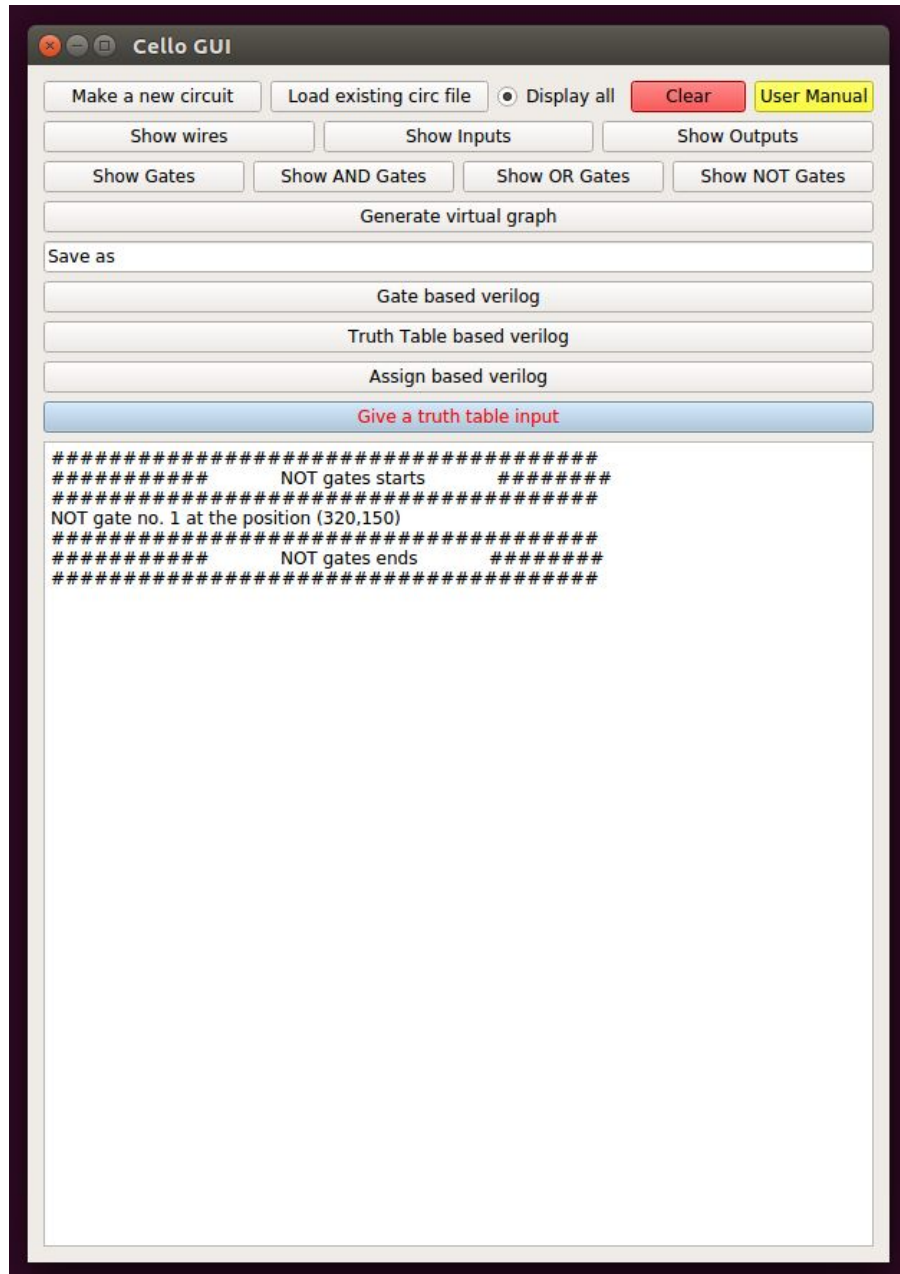 Cello GUI
Make a new circuit Load existing circ file Display all Clear User Manual
Show wires Show Inputs Show Outputs
Show Gates Show AND Gates Show OR Gates Show NOT Gates
Generate virtual graph
Save as
Gate based verilog
Truth Table based verilog
Assign based verilog
Give a truth table input
######################################
########### NOT gates starts ########
######################################
NOT gate no. 1 at the position (320,150)
######################################
########### NOT gates ends ########
######################################